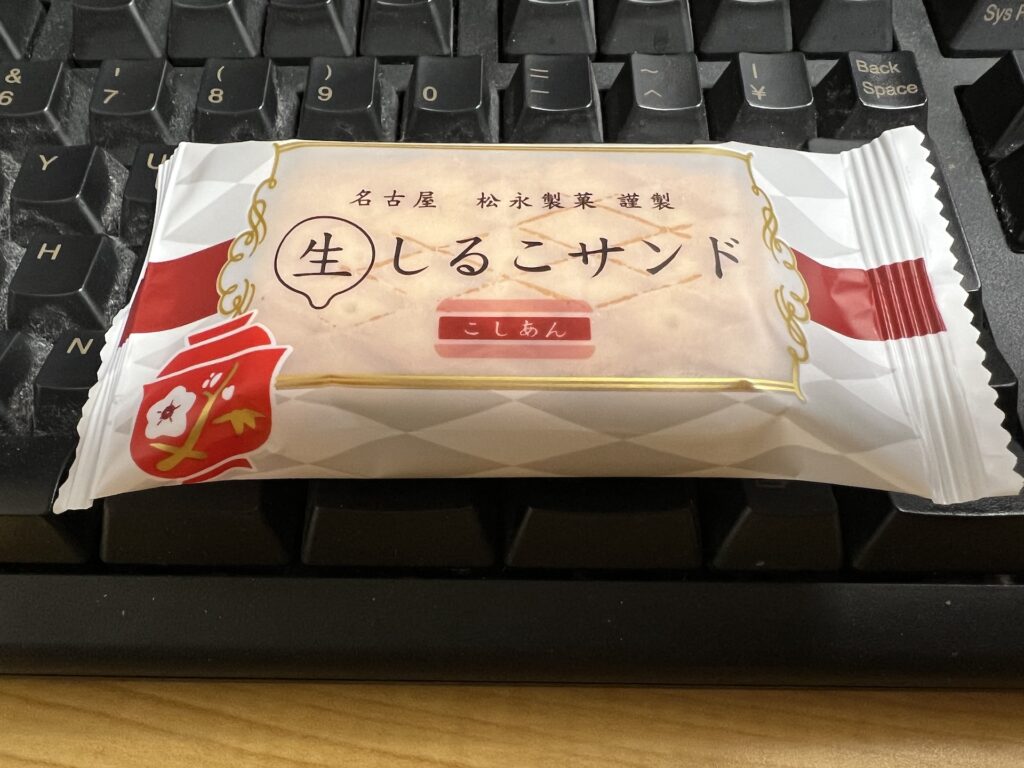 Sys
& 6
' 7
( 8
) 9
0
= -
~ ^
| ¥
Back Space
Y
U
H
N
名古屋 松永製菓 謹製
生しるこサンド
こしあん